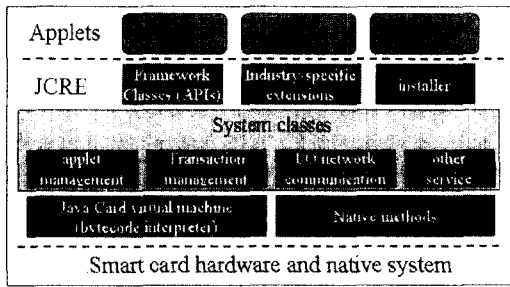 Applets
JCRE
Framework Classes (APIs)
Industry-specific extensions
installer
System classes
applet management
Transaction management
I/O network communication
other service
Java Card virtual machine (bytecode interpreter)
Native methods
Smart card hardware and native system